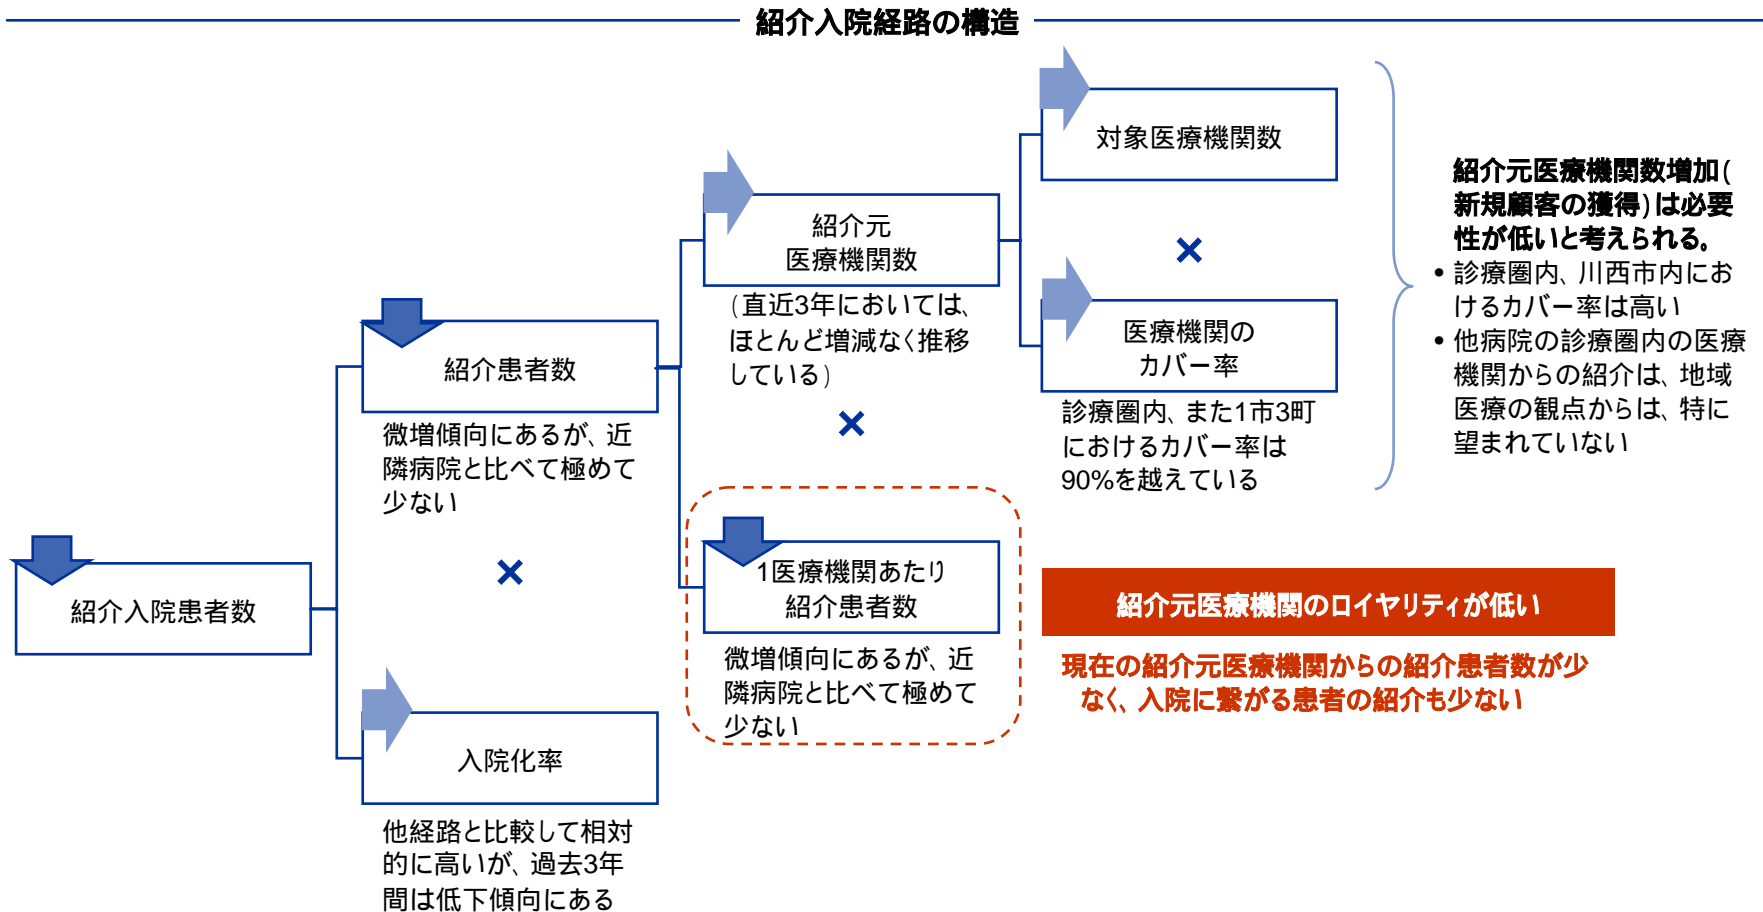 紹介入院経路の構造
対象医療機関数
紹介元
医療機関数
(直近3年においては、
ほとんど増減なく推移
している)
医療機関の
カバー率
診療圏内、また1市3町
におけるカバー率は
90%を越えている
紹介元医療機関数増加(
新規顧客の獲得)は必要
性が低いと考えられる。
• 診療圏内、川西市内にお
けるカバー率は高い
• 他病院の診療圏内の医療
機関からの紹介は、地域
医療の観点からは、特に
望まれていない
紹介患者数
微増傾向にあるが、近
隣病院と比べて極めて
少ない
×
×
×
紹介入院患者数
1医療機関あたり
紹介患者数
微増傾向にあるが、近
隣病院と比べて極めて
少ない
紹介元医療機関のロイヤリティが低い
現在の紹介元医療機関からの紹介患者数が少
なく、入院に繋がる患者の紹介も少ない
入院化率
他経路と比較して相対
的に高いが、過去3年
間は低下傾向にある